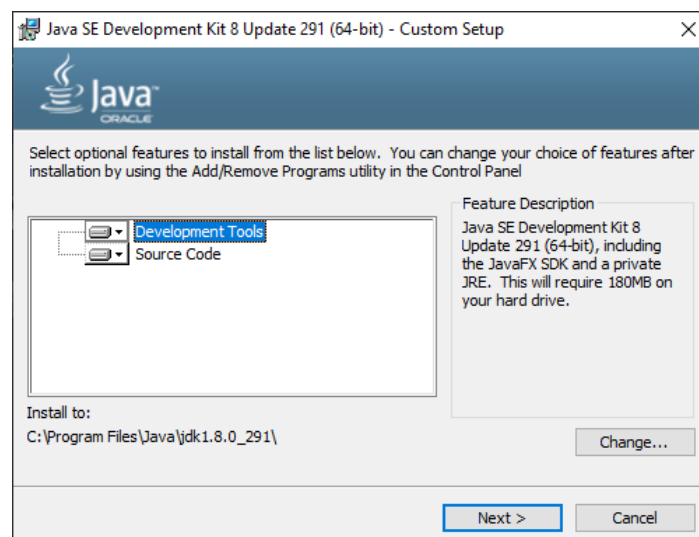 Java SE Development Kit 8 Update 291 (64-bit) - Custom Setup
Java™
ORACLE
Select optional features to install from the list below. You can change your choice of features after
installation by using the Add/Remove Programs utility in the Control Panel
Development Tools
Source Code
Feature Description
Java SE Development Kit 8
Update 291 (64-bit), including
the JavaFX SDK and a private
JRE. This will require 180MB on
your hard drive.
Install to:
C:\Program Files\Java\jdk1.8.0_291\
Change...
Next >
Cancel